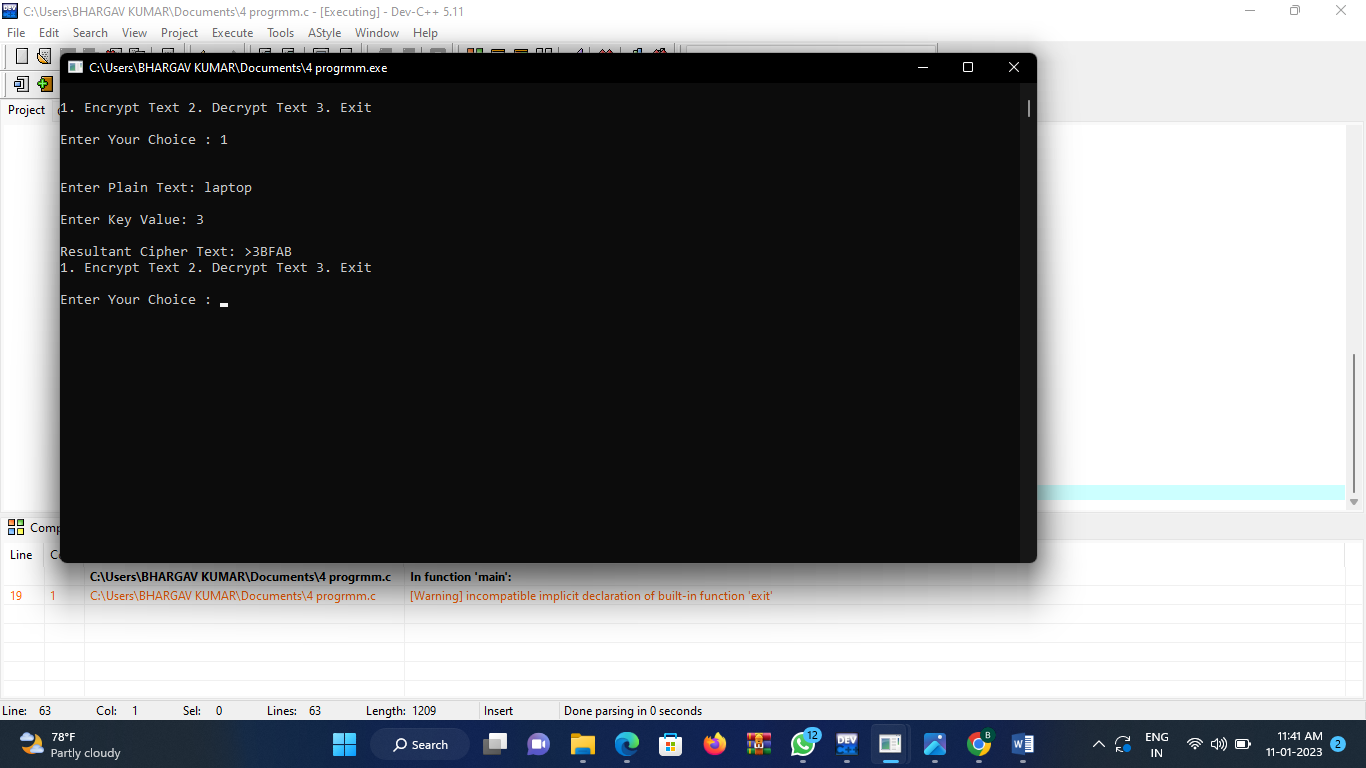 C:\Users\BHARGAV KUMAR\Documents\4 progrmm.c - [Executing] - Dev-C++ 5.11
File Edit Search View Project Execute Tools AStyle Window Help
C:\Users\BHARGAV KUMAR\Documents\4 progrmm.exe
Project
1. Encrypt Text 2. Decrypt Text 3. Exit
Enter Your Choice : 1
Enter Plain Text: laptop
Enter Key Value: 3
Resultant Cipher Text: >3BFAB
1. Encrypt Text 2. Decrypt Text 3. Exit
Enter Your Choice :
Line
C:\Users\BHARGAV KUMAR\Documents\4 progrmm.c In function 'main':
19 1 C:\Users\BHARGAV KUMAR\Documents\4 progrmm.c [Warning] incompatible implicit declaration of built-in function 'exit'
Line: 63 Col: 1 Sel: 0 Lines: 63 Length: 1209 Insert Done parsing in 0 seconds
78°F
Partly cloudy
Search
12
DEV
8
ENG
IN
11:41 AM
11-01-2023
2